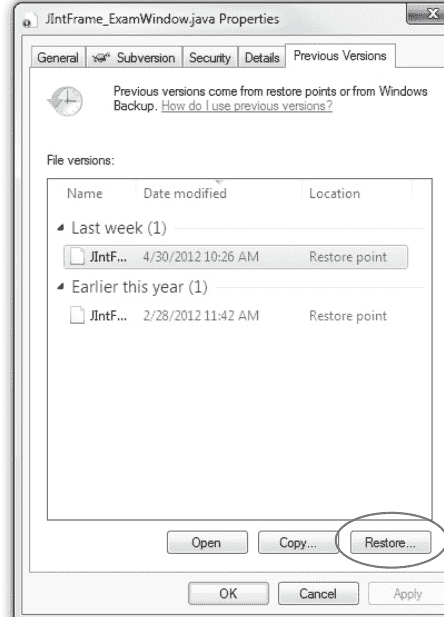 JIntFrame_ExamWindow.java Properties
General Subversion Security Details Previous Versions
Previous versions come from restore points or from Windows
Backup. How do I use previous versions?
File versions:
Name Date modified Location
Last week (1)
JIntF... 4/30/2012 10:26 AM Restore point
Earlier this year (1)
JIntF... 2/28/2012 11:42 AM Restore point
Open Copy... Restore...
OK Cancel Apply